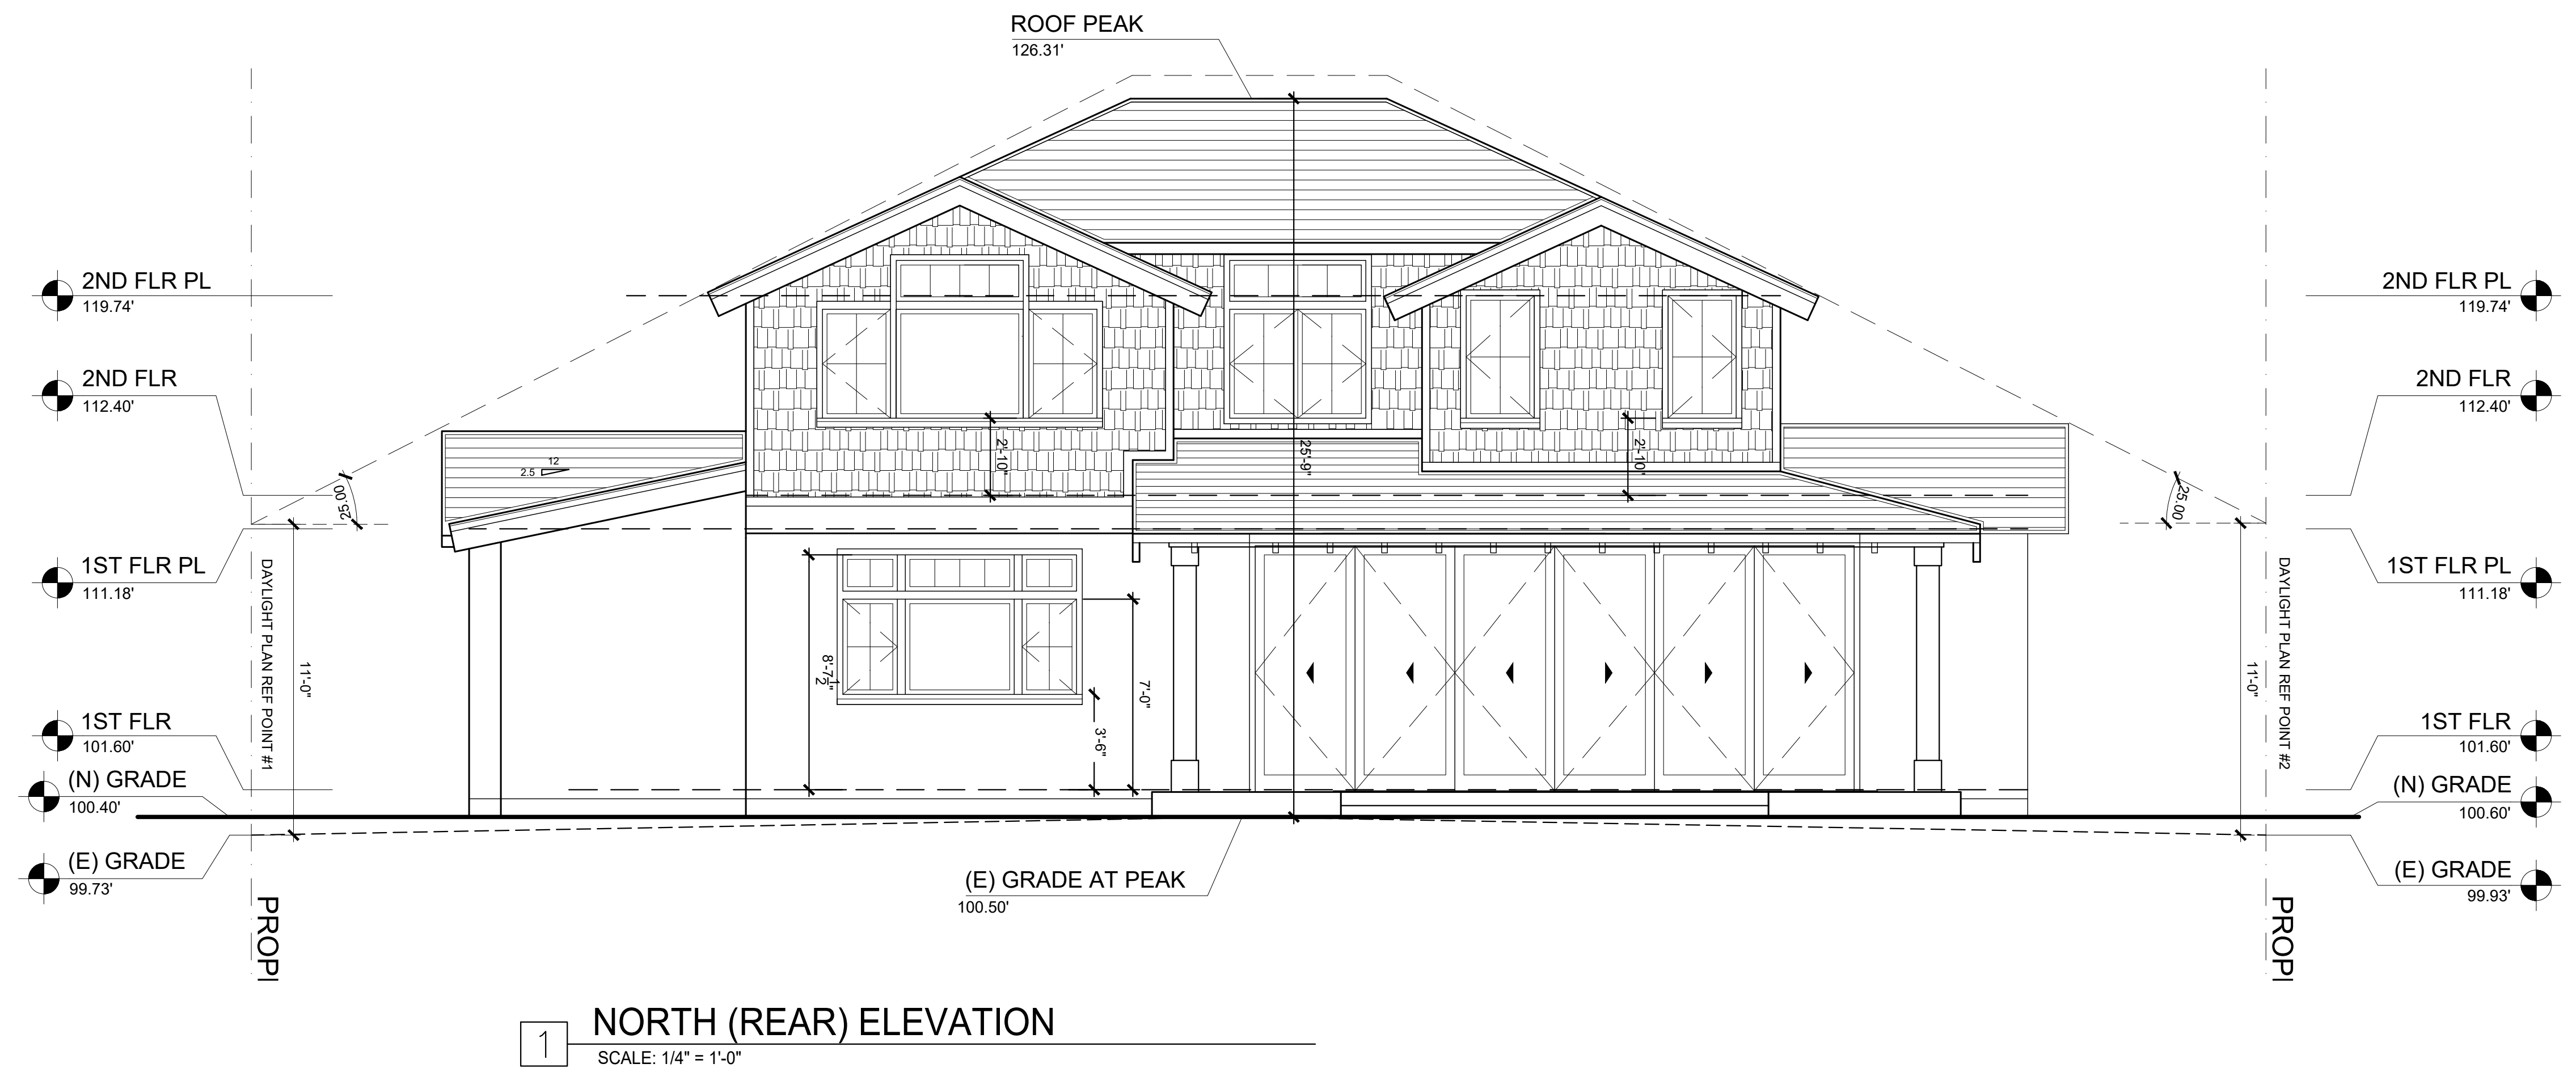 ROOF PEAK
126.31'
2ND FLR PL
119.74'
2ND FLR PL
119.74'
2ND FLR
112.40'
2ND FLR
112.40'
12
2.5
2'-10"
25'-9"
2'-10"
25.00
25.00
1ST FLR PL
111.18'
1ST FLR PL
111.18'
DAYLIGHT PLAN REF POINT #1
11'-0"
8'-7 1/2"
7'-0"
3'-6"
11'-0"
DAYLIGHT PLAN REF POINT #2
1ST FLR
101.60'
1ST FLR
101.60'
(N) GRADE
100.40'
(N) GRADE
100.60'
(E) GRADE
99.73'
(E) GRADE AT PEAK
100.50'
(E) GRADE
99.93'
PROPI
PROPI
1
NORTH (REAR) ELEVATION
SCALE: 1/4" = 1'-0"